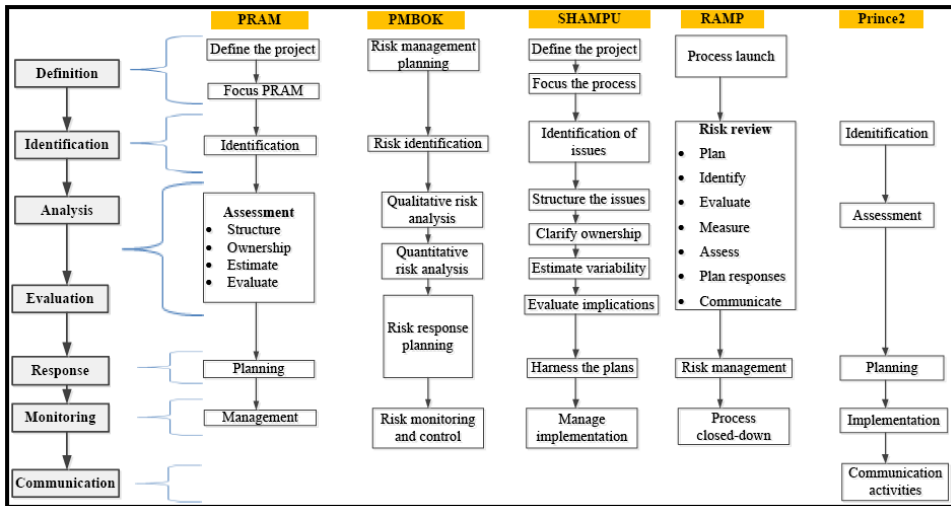 PRAM
PMBOK
SHAMPU
RAMP
Prince2
Definition
Identification
Analysis
Evaluation
Response
Monitoring
Communication
Define the project
Focus PRAM
Identification
Assessment
• Structure
• Ownership
• Estimate
• Evaluate
Planning
Management
Risk management
planning
Risk identification
Qualitative risk
analysis
Quantitative
risk analysis
Risk response
planning
Risk monitoring
and control
Define the project
Focus the process
Identification of
issues
Structure the issues
Clarify ownership
Estimate variability
Evaluate implications
Harness the plans
Manage
implementation
Process launch
Risk review
• Plan
• Identify
• Evaluate
• Measure
• Assess
• Plan responses
• Communicate
Risk management
Process
closed-down
Idenitification
Assessment
Planning
Implementation
Communication
activities